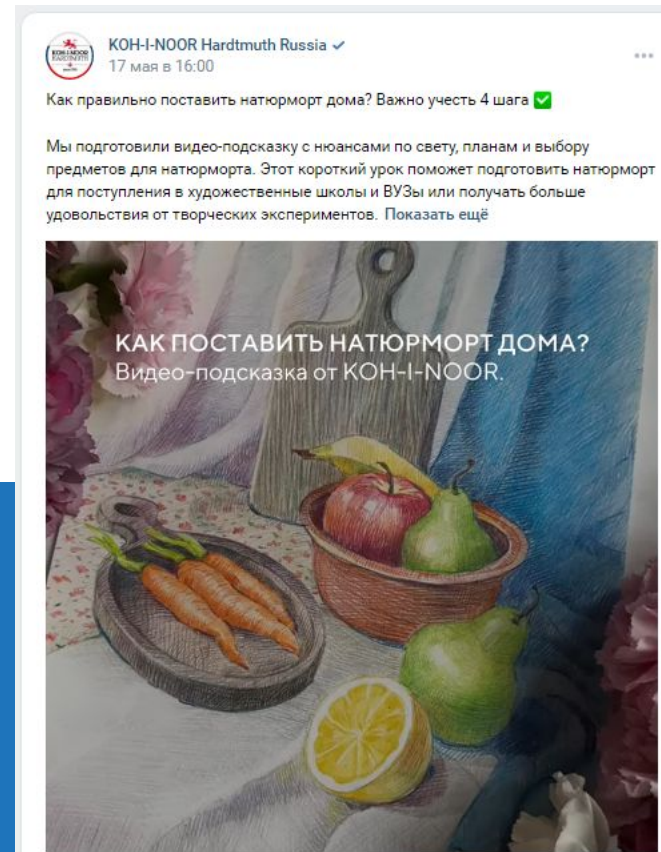 KOH-I-NOOR Hardtmuth Russia
17 мая в 16:00
Как правильно поставить натюрморт дома? Важно учесть 4 шага ✅
Мы подготовили видео-подсказку с нюансами по свету, планам и выбору
предметов для натюрморта. Этот короткий урок поможет подготовить натюрморт
для поступления в художественные школы и ВУЗы или получать больше
удовольствия от творческих экспериментов. Показать ещё
КАК ПОСТАВИТЬ НАТЮРМОРТ ДОМА?
Видео-подсказка от KOH-I-NOOR.